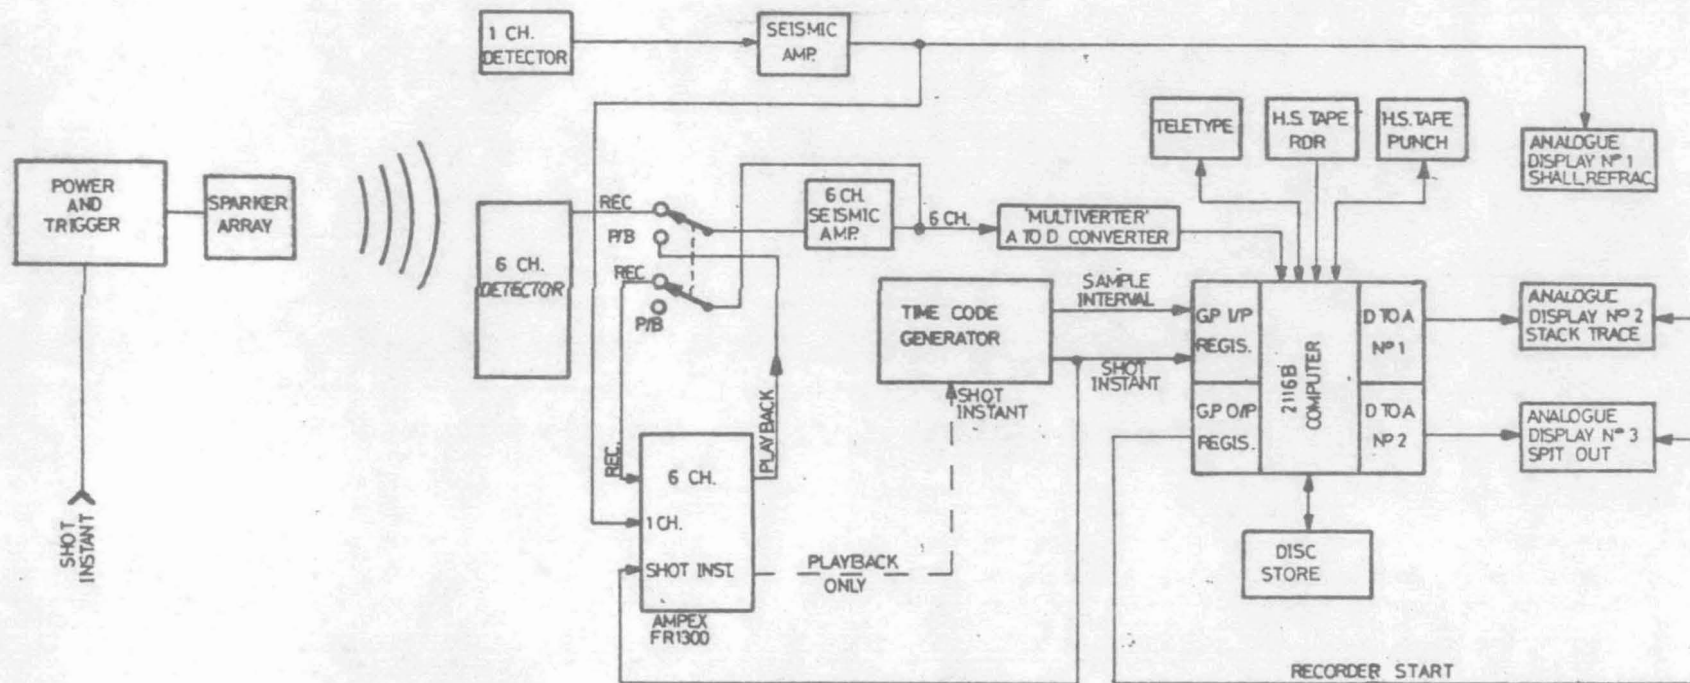 1 CH.
DETECTOR
SEISMIC
AMP.
TELETYPE
H.S. TAPE
RDR
H.S. TAPE
PUNCH
ANALOGUE
DISPLAY Nº 1
SHALL. REFRAC.
POWER
AND
TRIGGER
SPARKER
ARRAY
6 CH.
DETECTOR
REC
P/B
REC.
P/B
6 CH.
SEISMIC
AMP.
6 CH.
'MULTIVERTER'
A TO D CONVERTER
TIME CODE
GENERATOR
SAMPLE
INTERVAL
SHOT
INSTANT
SHOT
INSTANT
G.P I/P
REGIS.
G.P O/P
REGIS.
2116B
COMPUTER
D TO A
Nº 1
D TO A
Nº 2
ANALOGUE
DISPLAY Nº 2
STACK TRACE
ANALOGUE
DISPLAY Nº 3
SPIT OUT
SHOT
INSTANT
REC.
PLAYBACK
6 CH.
1 CH.
SHOT INST.
AMPEX
FR1300
PLAYBACK
ONLY
DISC
STORE
RECORDER START